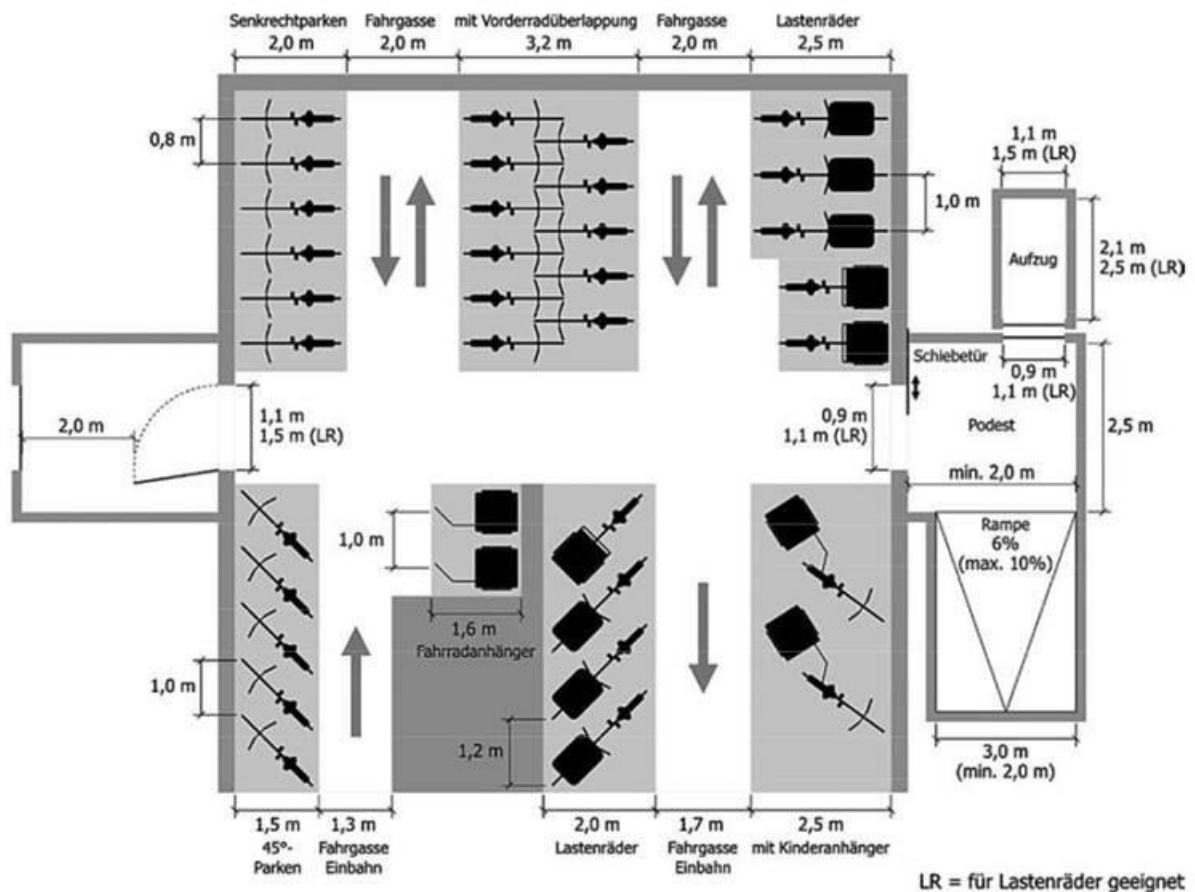 Senkrechtparken Fahrgasse mit Vorderradüberlappung Fahrgasse Lastenräder
2,0 m 2,0 m 3,2 m 2,0 m 2,5 m
0,8 m
1,1 m
1,5 m (LR)
1,0 m
Aufzug
2,1 m
2,5 m (LR)
Schiebetür
0,9 m
1,1 m (LR)
2,0 m
1,1 m
1,5 m (LR)
0,9 m
1,1 m (LR)
Podest
2,5 m
min. 2,0 m
1,0 m
Rampe
6%
(max. 10%)
1,6 m
Fahrradanhänger
1,0 m
1,2 m
3,0 m
(min. 2,0 m)
1,5 m 1,3 m 2,0 m 1,7 m 2,5 m
45°- Fahrgasse Lastenräder Fahrgasse mit Kinderanhänger
Parken Einbahn Einbahn
LR = für Lastenräder geeignet